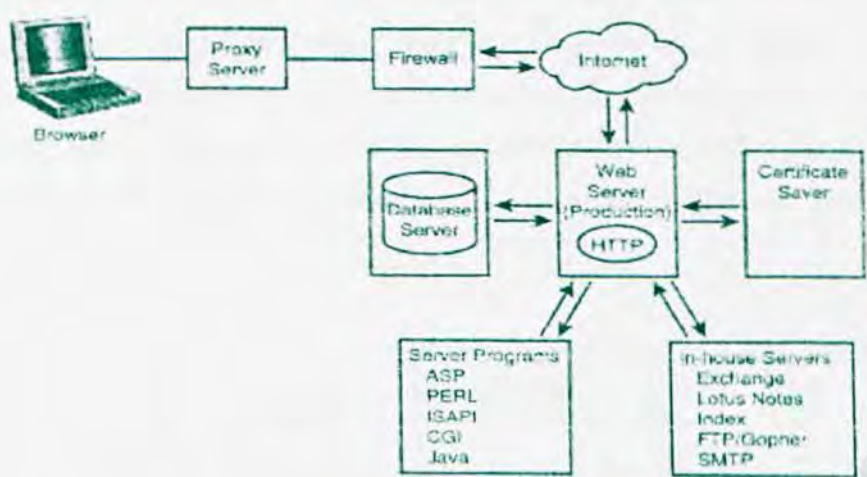 Proxy
Server
Firewall
Internet
Browser
Database
Server
Web
Server
(Production)
HTTP
Certificate
Saver
Server Programs
ASP
PERL
ISAPI
CGI
Java
In-house Servers
Exchange
Lotus Notes
Index
FTP/Gopher
SMTP